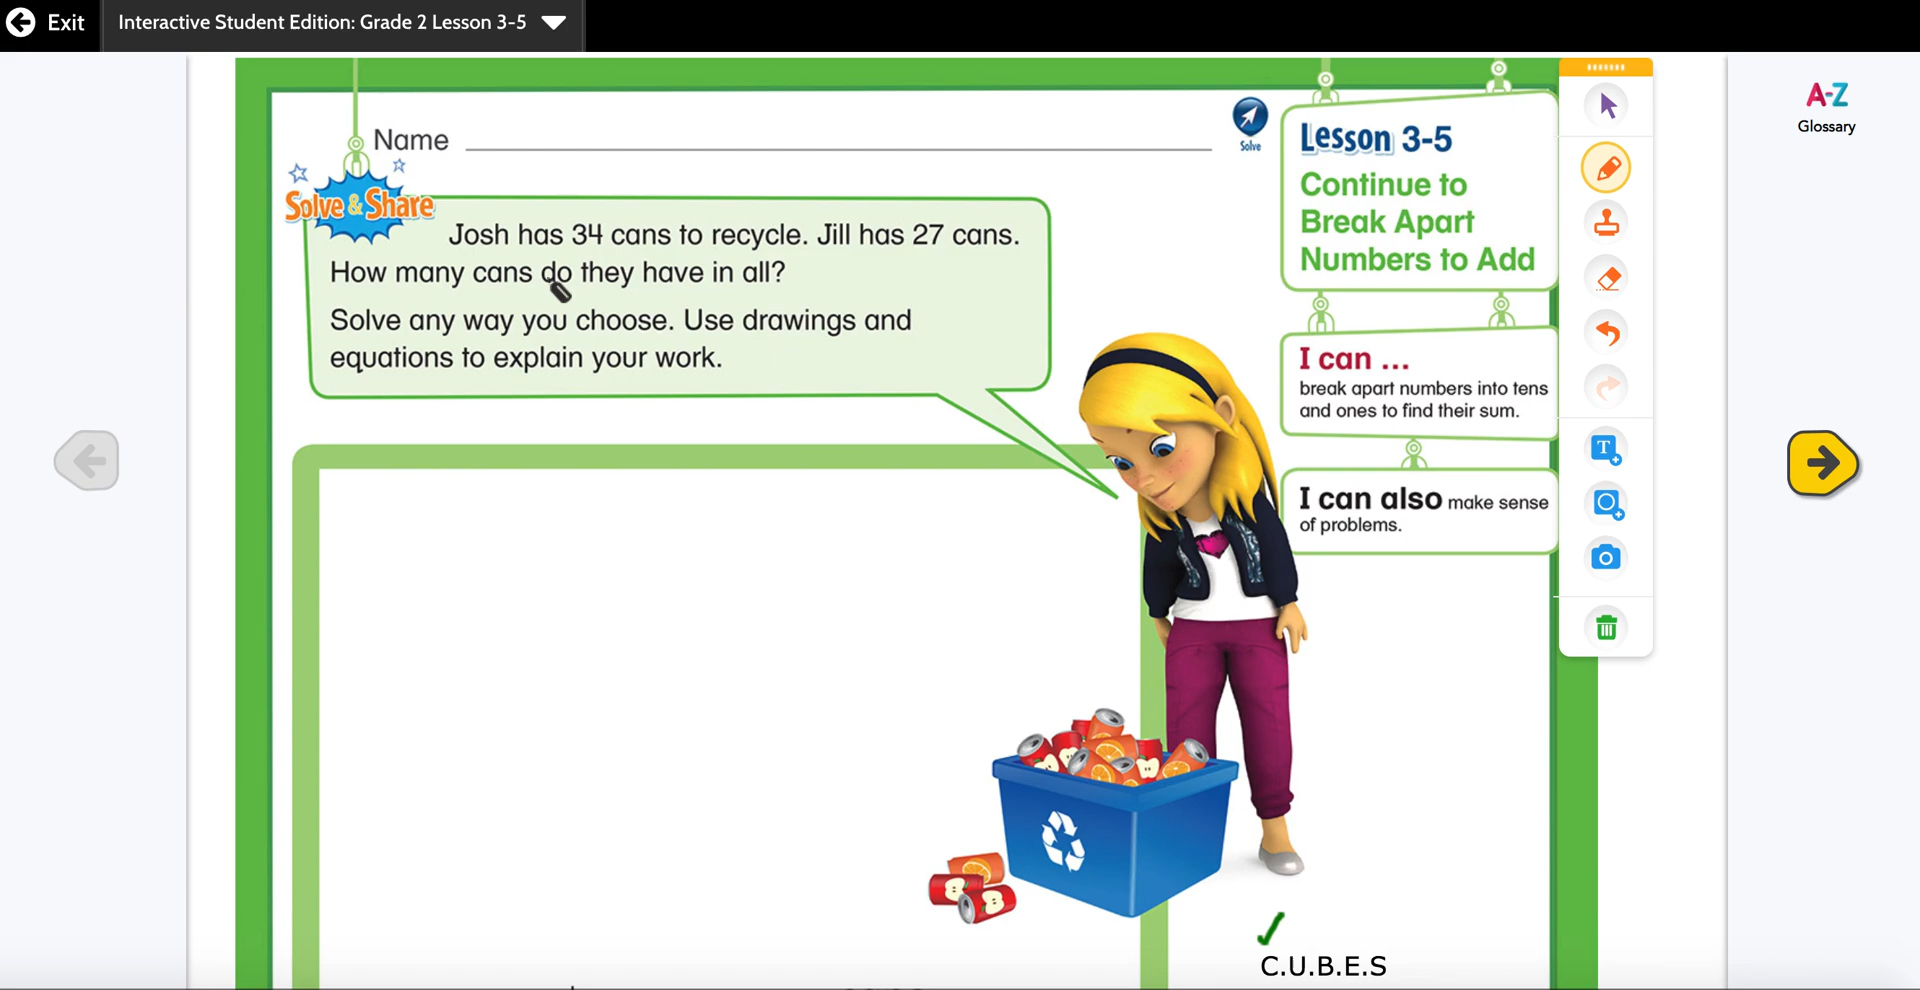 Exit
Interactive Student Edition: Grade 2 Lesson 3-5
A-Z
Glossary
Name
Solve
Lesson 3-5
Continue to
Break Apart
Numbers to Add
Solve & Share
Josh has 34 cans to recycle. Jill has 27 cans.
How many cans do they have in all?
Solve any way you choose. Use drawings and
equations to explain your work.
I can ...
break apart numbers into tens
and ones to find their sum.
I can also make sense
of problems.
T
C.U.B.E.S